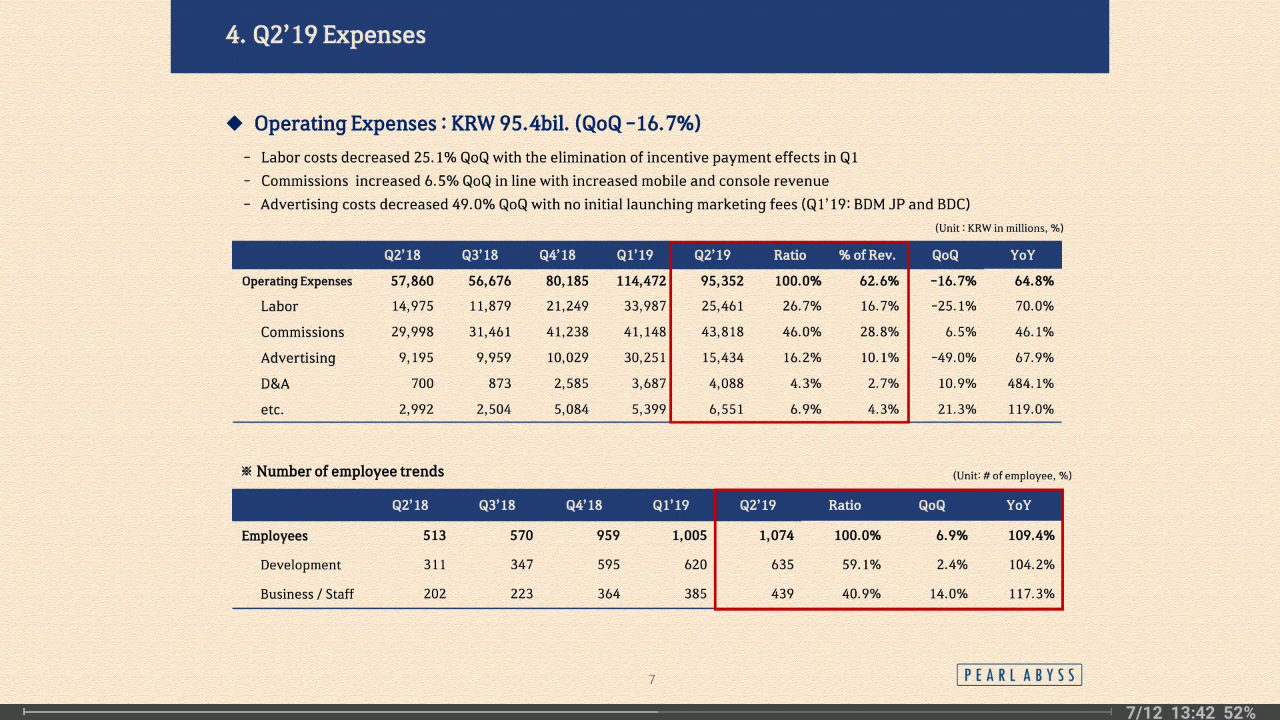 4. Q2’19 Expenses
◆ Operating Expenses : KRW 95.4bil. (QoQ -16.7%)
- Labor costs decreased 25.1% QoQ with the elimination of incentive payment effects in Q1
- Commissions increased 6.5% QoQ in line with increased mobile and console revenue
- Advertising costs decreased 49.0% QoQ with no initial launching marketing fees (Q1’19: BDM JP and BDC)
(Unit : KRW in millions, %)
Q2’18 Q3’18 Q4’18 Q1’19 Q2’19 Ratio % of Rev. QoQ YoY
Operating Expenses 57,860 56,676 80,185 114,472 95,352 100.0% 62.6% -16.7% 64.8%
Labor 14,975 11,879 21,249 33,987 25,461 26.7% 16.7% -25.1% 70.0%
Commissions 29,998 31,461 41,238 41,148 43,818 46.0% 28.8% 6.5% 46.1%
Advertising 9,195 9,959 10,029 30,251 15,434 16.2% 10.1% -49.0% 67.9%
D&A 700 873 2,585 3,687 4,088 4.3% 2.7% 10.9% 484.1%
etc. 2,992 2,504 5,084 5,399 6,551 6.9% 4.3% 21.3% 119.0%
※ Number of employee trends
(Unit: # of employee, %)
Q2’18 Q3’18 Q4’18 Q1’19 Q2’19 Ratio QoQ YoY
Employees 513 570 959 1,005 1,074 100.0% 6.9% 109.4%
Development 311 347 595 620 635 59.1% 2.4% 104.2%
Business / Staff 202 223 364 385 439 40.9% 14.0% 117.3%
7
PEARL ABYSS
7/12 13:42 52%